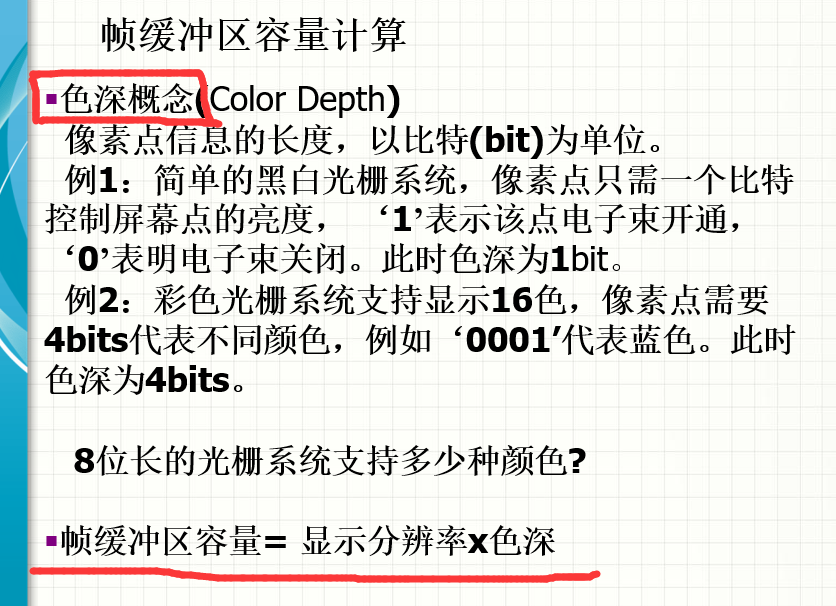 帧缓冲区容量计算
▪色深概念(Color Depth)
像素点信息的长度，以比特(bit)为单位。
例1：简单的黑白光栅系统，像素点只需一个比特
控制屏幕点的亮度， ‘1’表示该点电子束开通，
‘0’表明电子束关闭。此时色深为1bit。
例2：彩色光栅系统支持显示16色，像素点需要
4bits代表不同颜色，例如‘0001’代表蓝色。此时
色深为4bits。
8位长的光栅系统支持多少种颜色?
▪帧缓冲区容量= 显示分辨率x色深